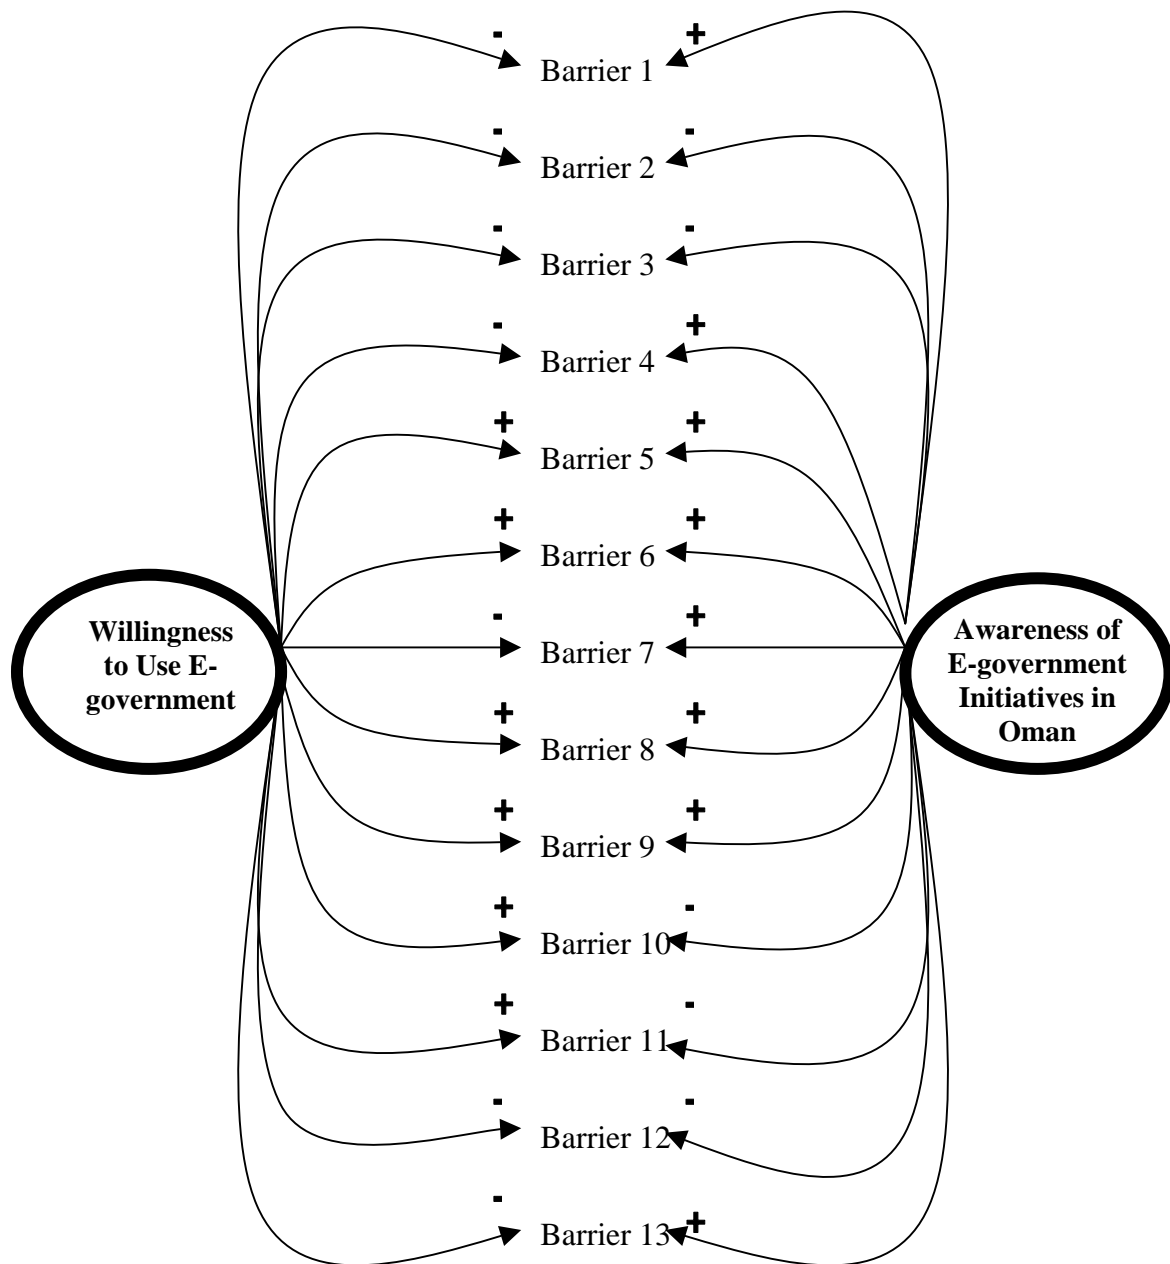 - +
Barrier 1
- -
Barrier 2
- -
Barrier 3
- +
Barrier 4
+ +
Barrier 5
+ +
Barrier 6
- +
Barrier 7
+ +
Barrier 8
+ +
Barrier 9
+ -
Barrier 10
+ -
Barrier 11
- -
Barrier 12
- +
Barrier 13
Willingness
to Use E-
government
Awareness of
E-government
Initiatives in
Oman